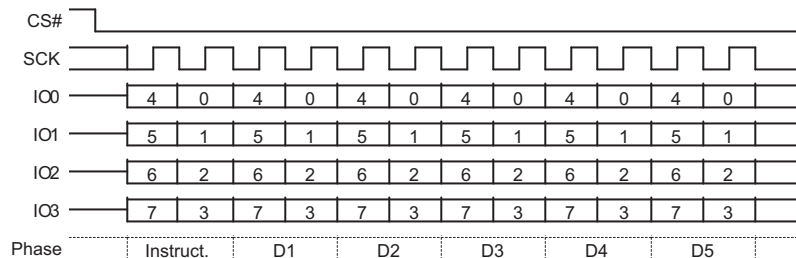 CS#
SCK
IO0 4 0 4 0 4 0 4 0 4 0 4 0
IO1 5 1 5 1 5 1 5 1 5 1 5 1
IO2 6 2 6 2 6 2 6 2 6 2 6 2
IO3 7 3 7 3 7 3 7 3 7 3 7 3
Phase Instruct. D1 D2 D3 D4 D5